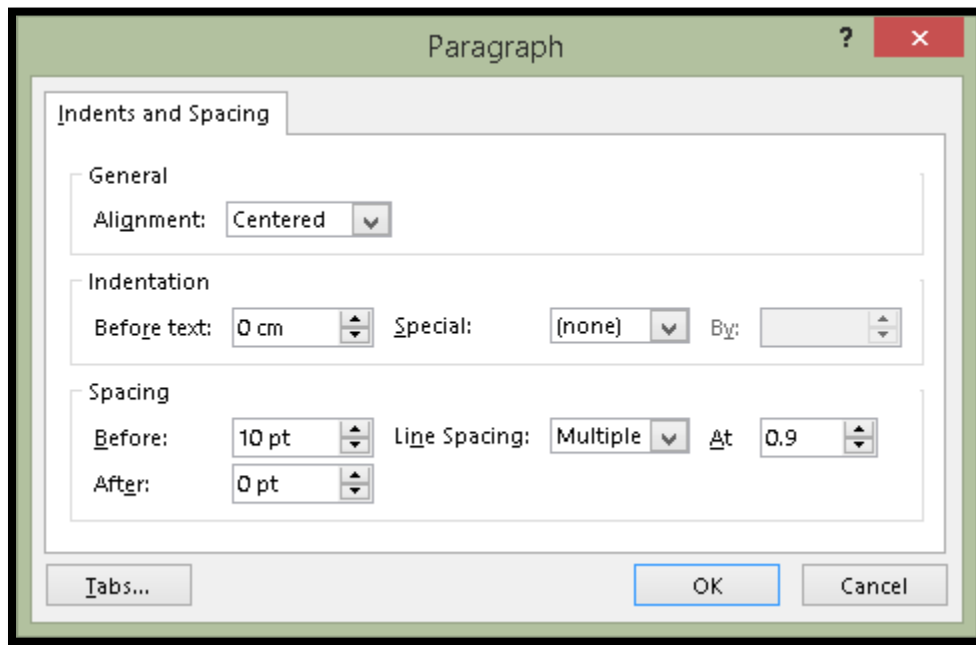 Paragraph ?
Indents and Spacing
General
Alignment: Centered
Indentation
Before text: 0 cm Special: (none) By:
Spacing
Before: 10 pt Line Spacing: Multiple At 0.9
After: 0 pt
Tabs... OK Cancel